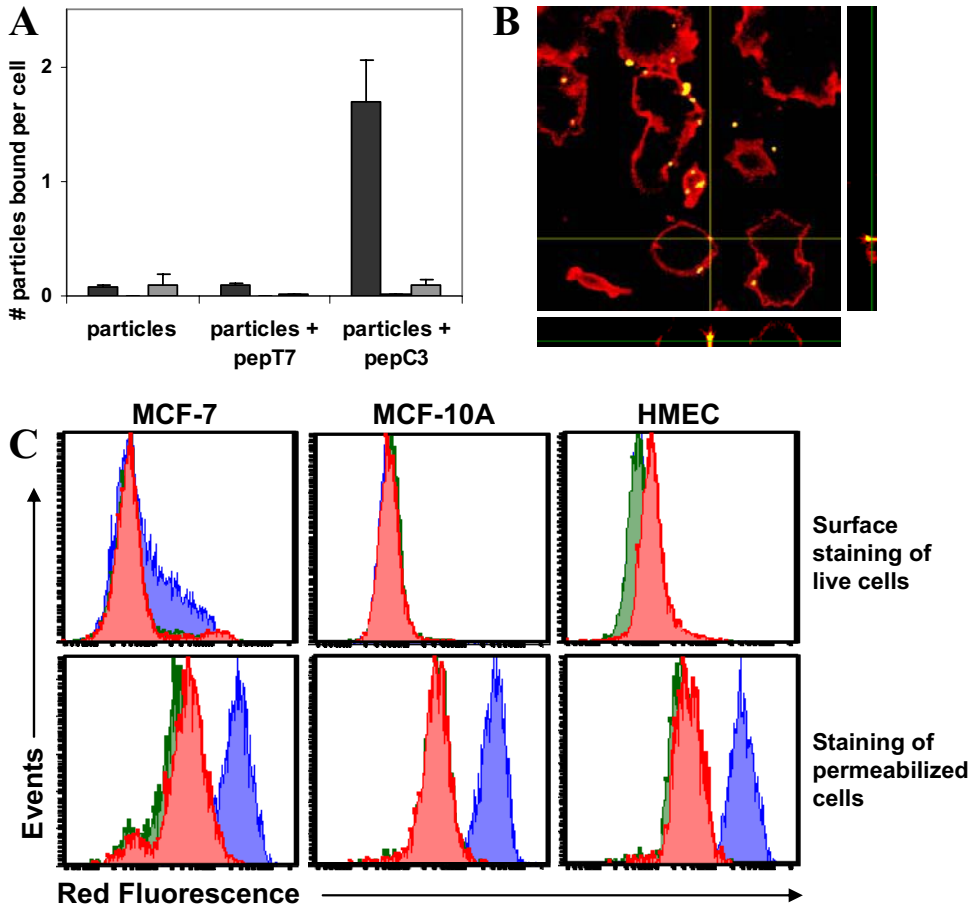 A
# particles bound per cell
2
1
0
particles
particles +
pepT7
particles +
pepC3
B
C
MCF-7
MCF-10A
HMEC
Surface
staining of
live cells
Staining of
permeabilized
cells
Events
Red Fluorescence